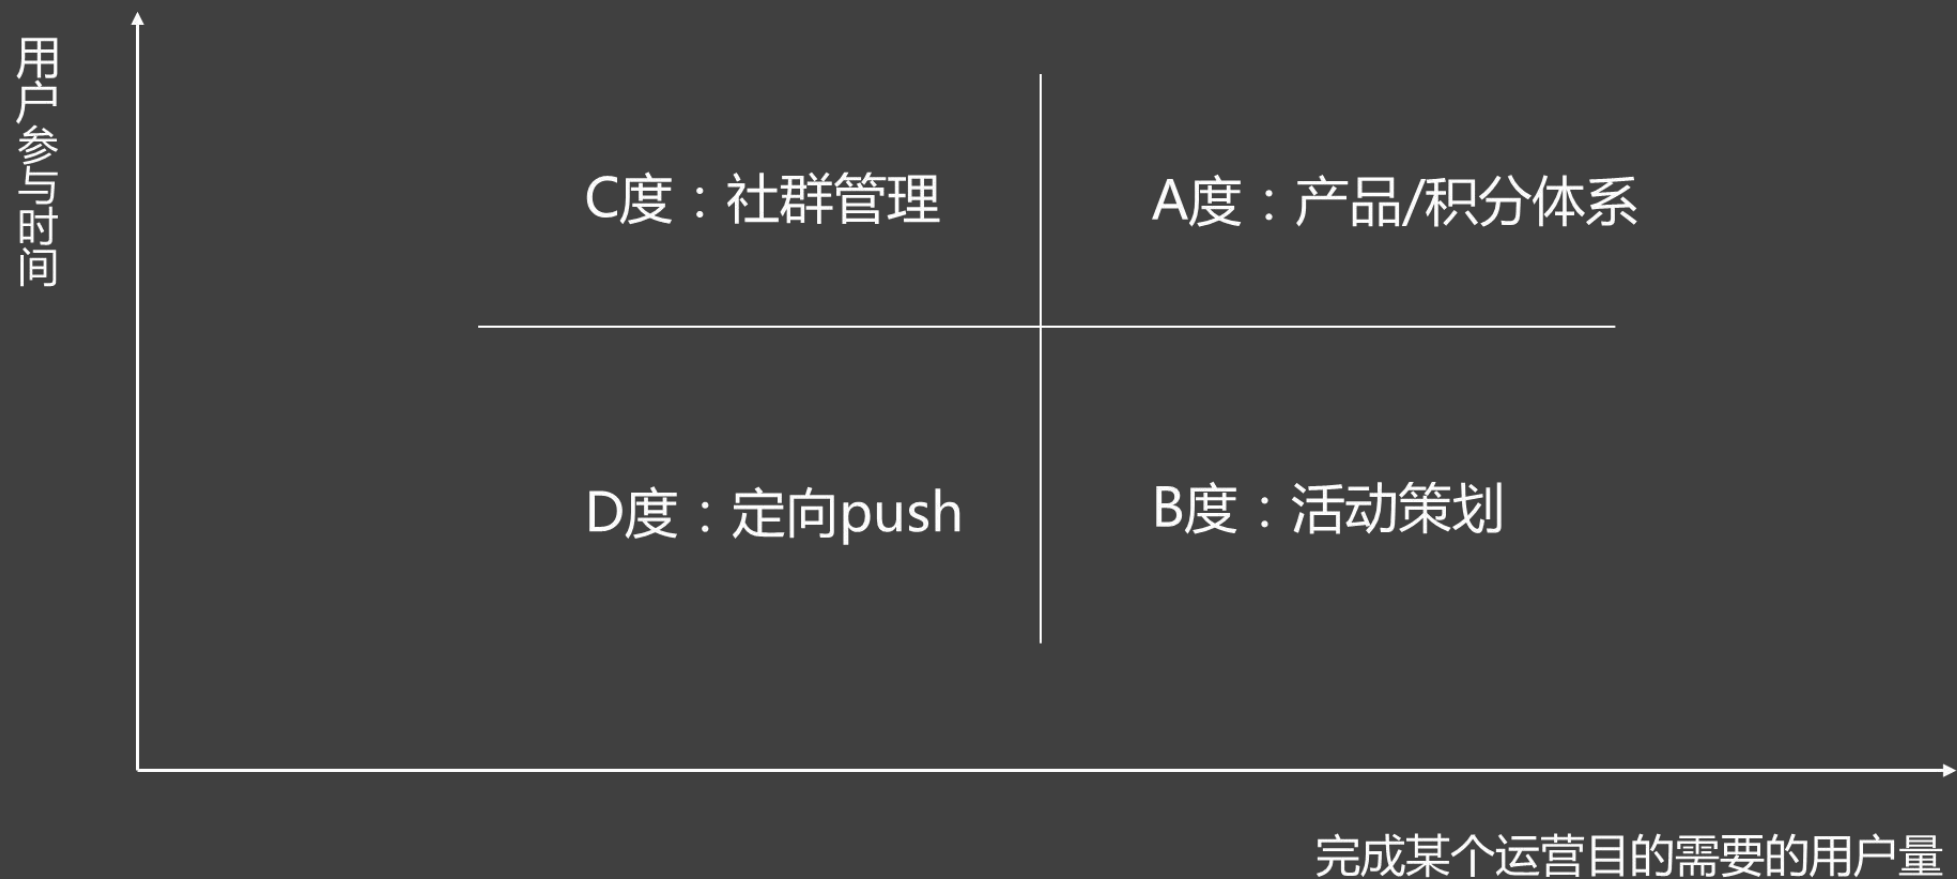 用户参与时间
C度：社群管理
A度：产品/积分体系
D度：定向push
B度：活动策划
完成某个运营目的需要的用户量